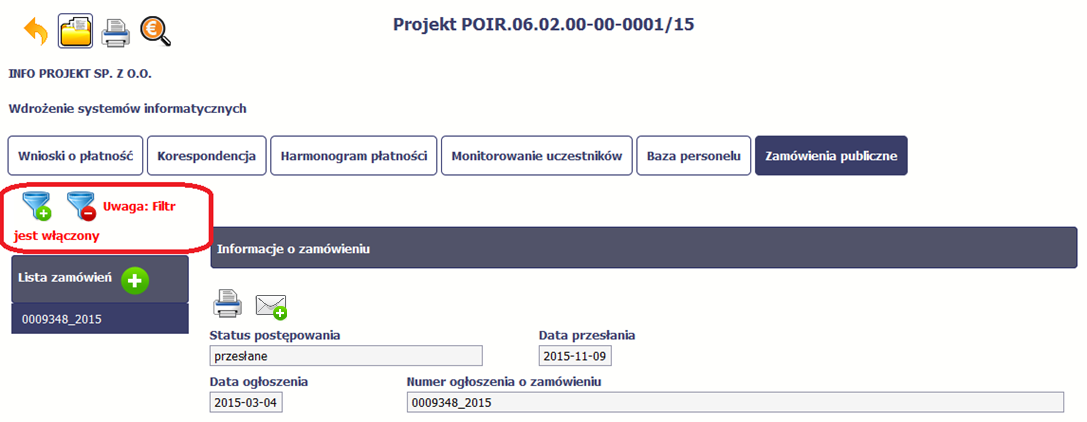 Projekt POIR.06.02.00-00-0001/15
INFO PROJEKT SP. Z O.O.
Wdrożenie systemów informatycznych
Wnioski o płatność Korespondencja Harmonogram płatności Monitorowanie uczestników Baza personelu Zamówienia publiczne
Uwaga: Filtr
jest włączony
Informacje o zamówieniu
Lista zamówień
0009348_2015
Status postępowania Data przesłania
przesłane 2015-11-09
Data ogłoszenia Numer ogłoszenia o zamówieniu
2015-03-04 0009348_2015